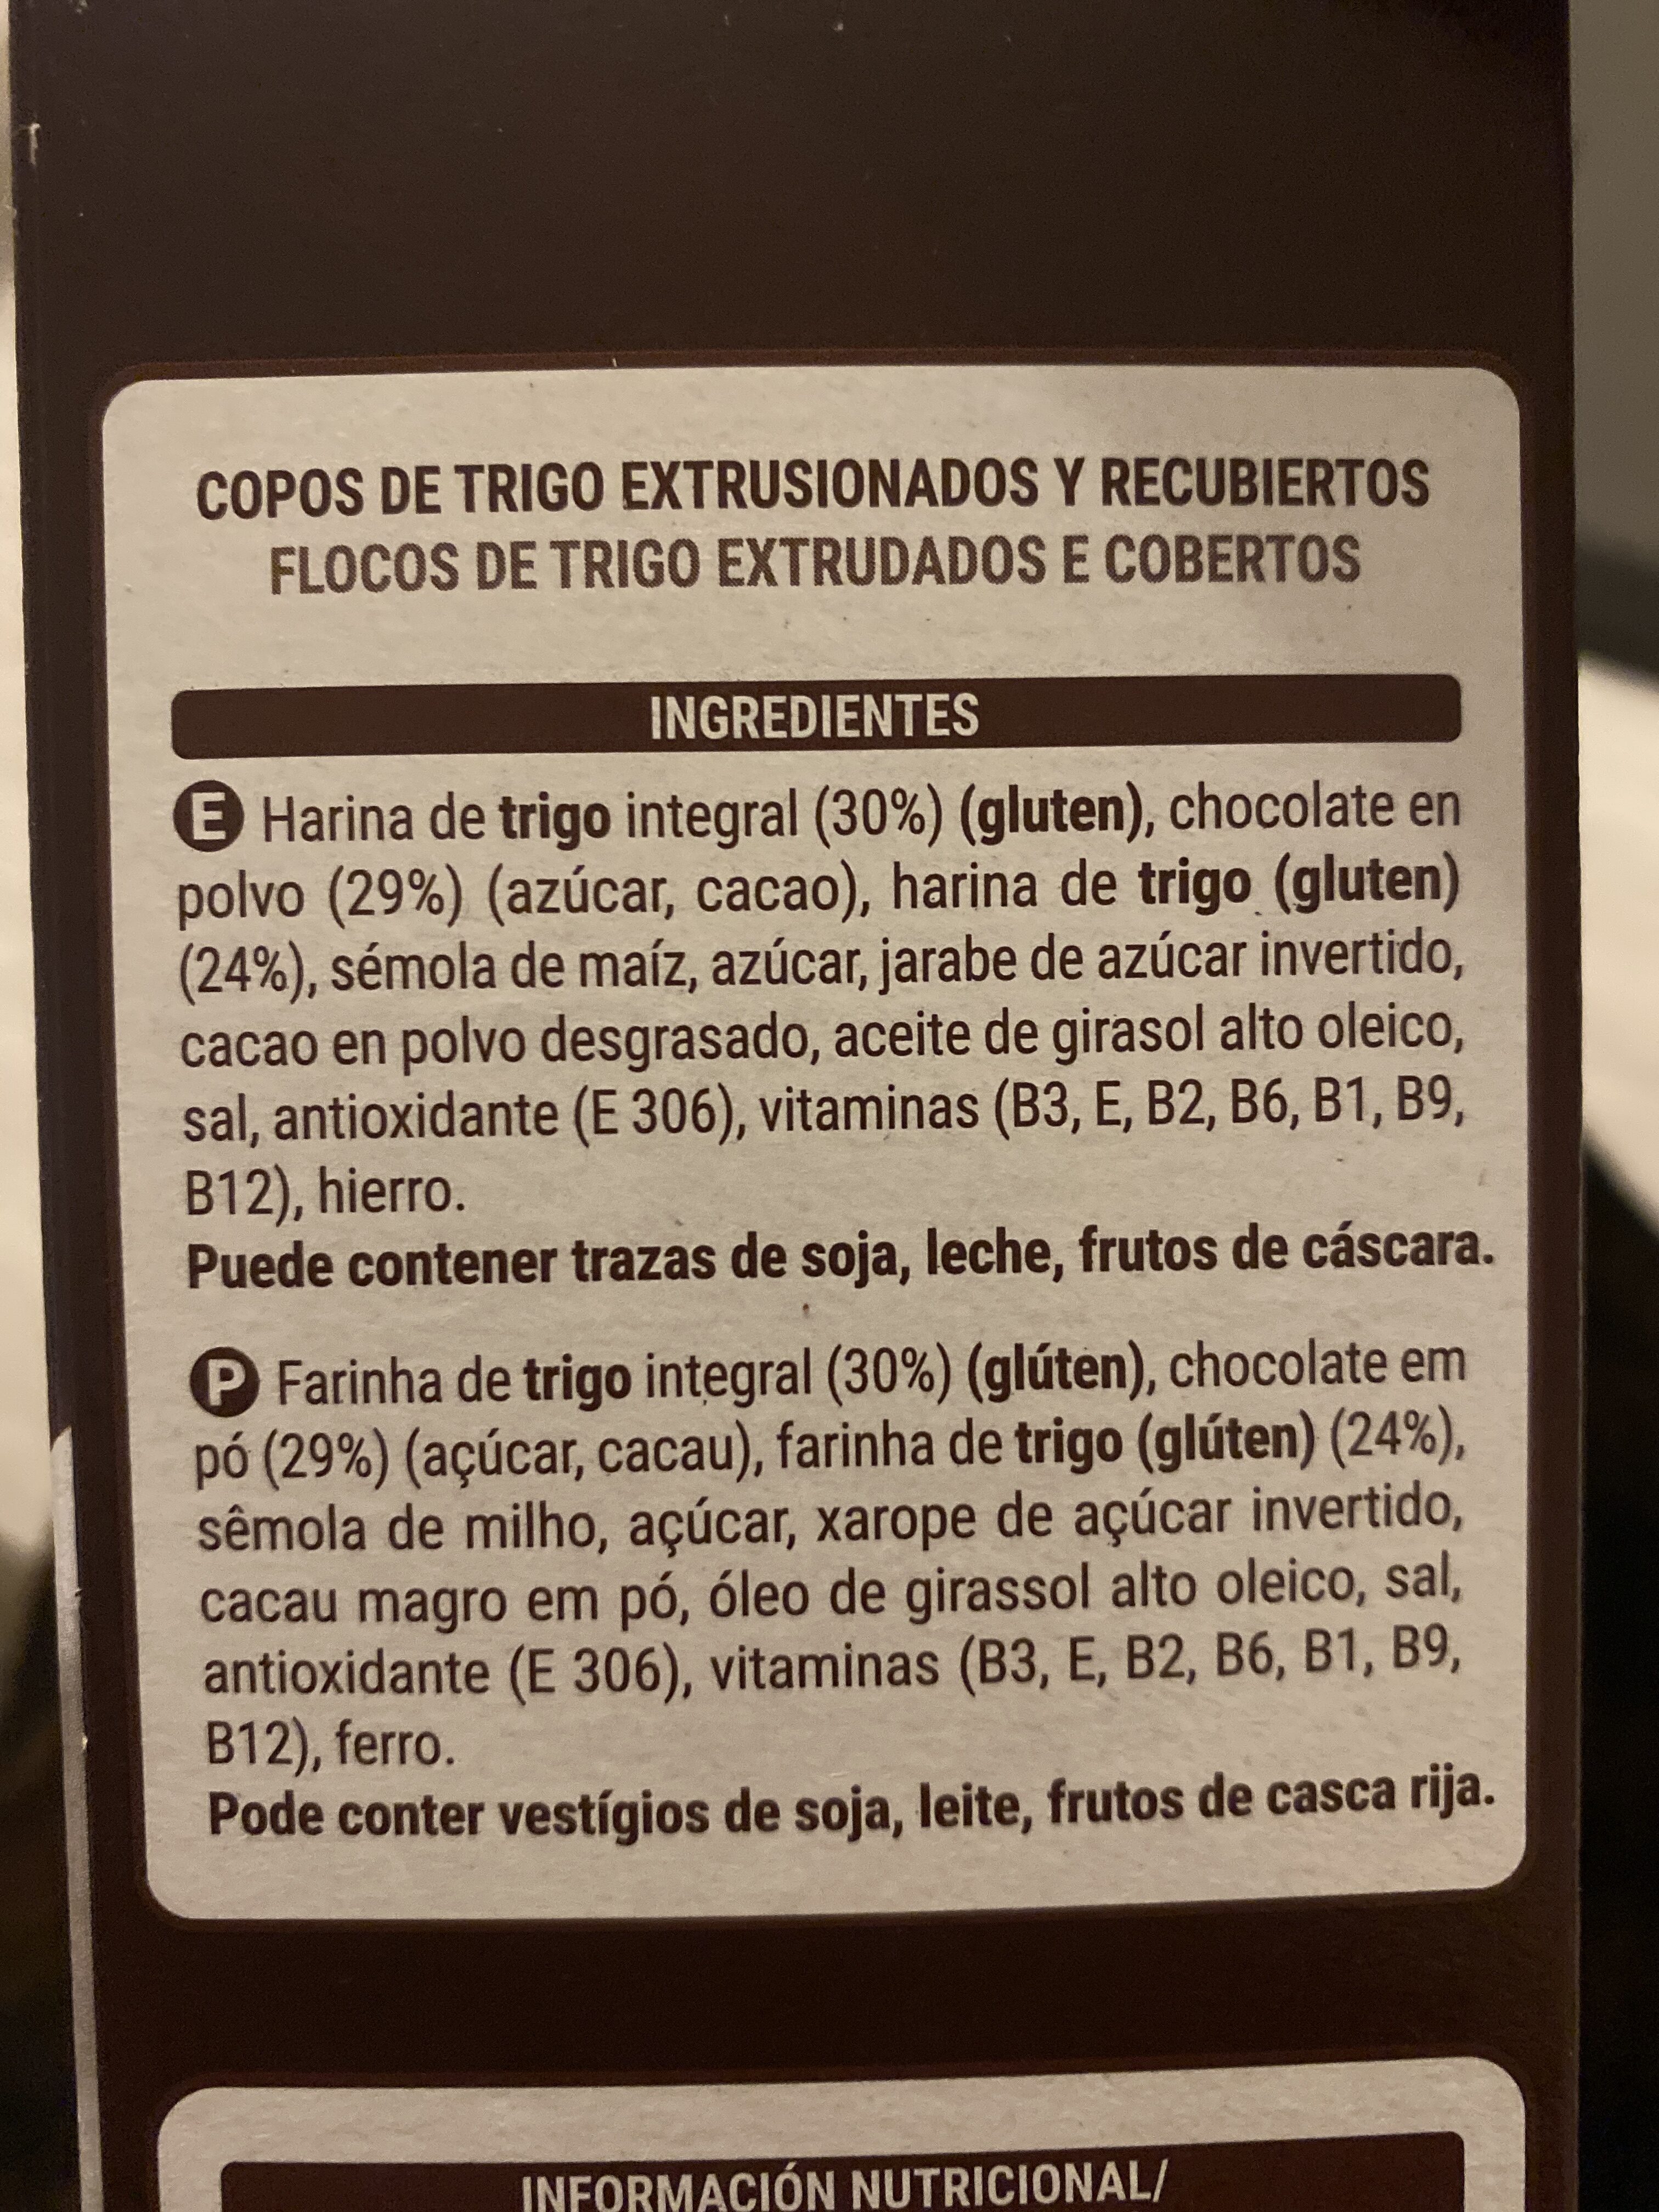 COPOS DE TRIGO EXTRUSIONADOS Y RECUBIERTOS
FLOCOS DE TRIGO EXTRUDADOS E COBERTOS
INGREDIENTES
E Harina de trigo integral (30%) (gluten), chocolate en
polvo (29%) (azúcar, cacao), harina de trigo (gluten)
(24%), sémola de maíz, azúcar, jarabe de azúcar invertido,
cacao en polvo desgrasado, aceite de girasol alto oleico,
sal, antioxidante (E 306), vitaminas (B3, E, B2, B6, B1, B9,
B12), hierro.
Puede contener trazas de soja, leche, frutos de cáscara.
P Farinha de trigo integral (30%) (glúten), chocolate em
pó (29%) (açúcar, cacau), farinha de trigo (glúten) (24%),
sêmola de milho, açúcar, xarope de açúcar invertido,
cacau magro em pó, óleo de girassol alto oleico, sal,
antioxidante (E 306), vitaminas (B3, E, B2, B6, B1, B9,
B12), ferro.
Pode conter vestígios de soja, leite, frutos de casca rija.
INFORMACIÓN NUTRICIONAL/